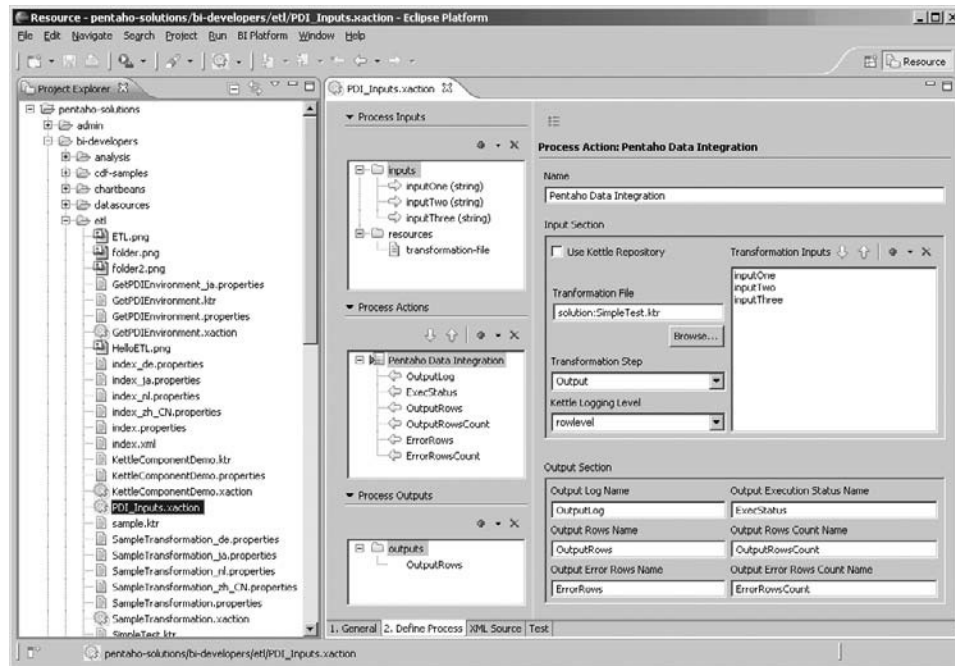 Resource - pentaho-solutions/bi-developers/etl/PDI_Inputs.xaction - Eclipse Platform
File Edit Navigate Search Project Run BI Platform Window Help
Resource
Project Explorer
pentaho-solutions
admin
bi-developers
analysis
cdf-samples
chartbeans
datasources
etl
ETL.png
folder.png
folder2.png
GetPDIEnvironment_ja.properties
GetPDIEnvironment.ktr
GetPDIEnvironment.properties
GetPDIEnvironment.xaction
HelloETL.png
index_de.properties
index_ja.properties
index_nl.properties
index_zh_CN.properties
index.properties
index.xml
KettleComponentDemo.ktr
KettleComponentDemo.properties
KettleComponentDemo.xaction
PDI_Inputs.xaction
sample.ktr
SampleTransformation_de.properties
SampleTransformation_ja.properties
SampleTransformation_nl.properties
SampleTransformation_zh_CN.properties
SampleTransformation.properties
SampleTransformation.xaction
SimpleTest.ktr
PDI_Inputs.xaction
Process Inputs
inputs
inputOne (string)
inputTwo (string)
inputThree (string)
resources
transformation-file
Process Actions
Pentaho Data Integration
OutputLog
ExecStatus
OutputRows
OutputRowsCount
ErrorRows
ErrorRowsCount
Process Outputs
outputs
OutputRows
Process Action: Pentaho Data Integration
Name
Pentaho Data Integration
Input Section
Use Kettle Repository
Tranformation File
solution:SimpleTest.ktr
Browse...
Transformation Step
Output
Kettle Logging Level
rowlevel
Transformation Inputs
inputOne
inputTwo
inputThree
Output Section
Output Log Name Output Execution Status Name
OutputLog ExecStatus
Output Rows Name Output Rows Count Name
OutputRows OutputRowsCount
Output Error Rows Name Output Error Rows Count Name
ErrorRows ErrorRowsCount
1. General 2. Define Process XML Source Test
pentaho-solutions/bi-developers/etl/PDI_Inputs.xaction